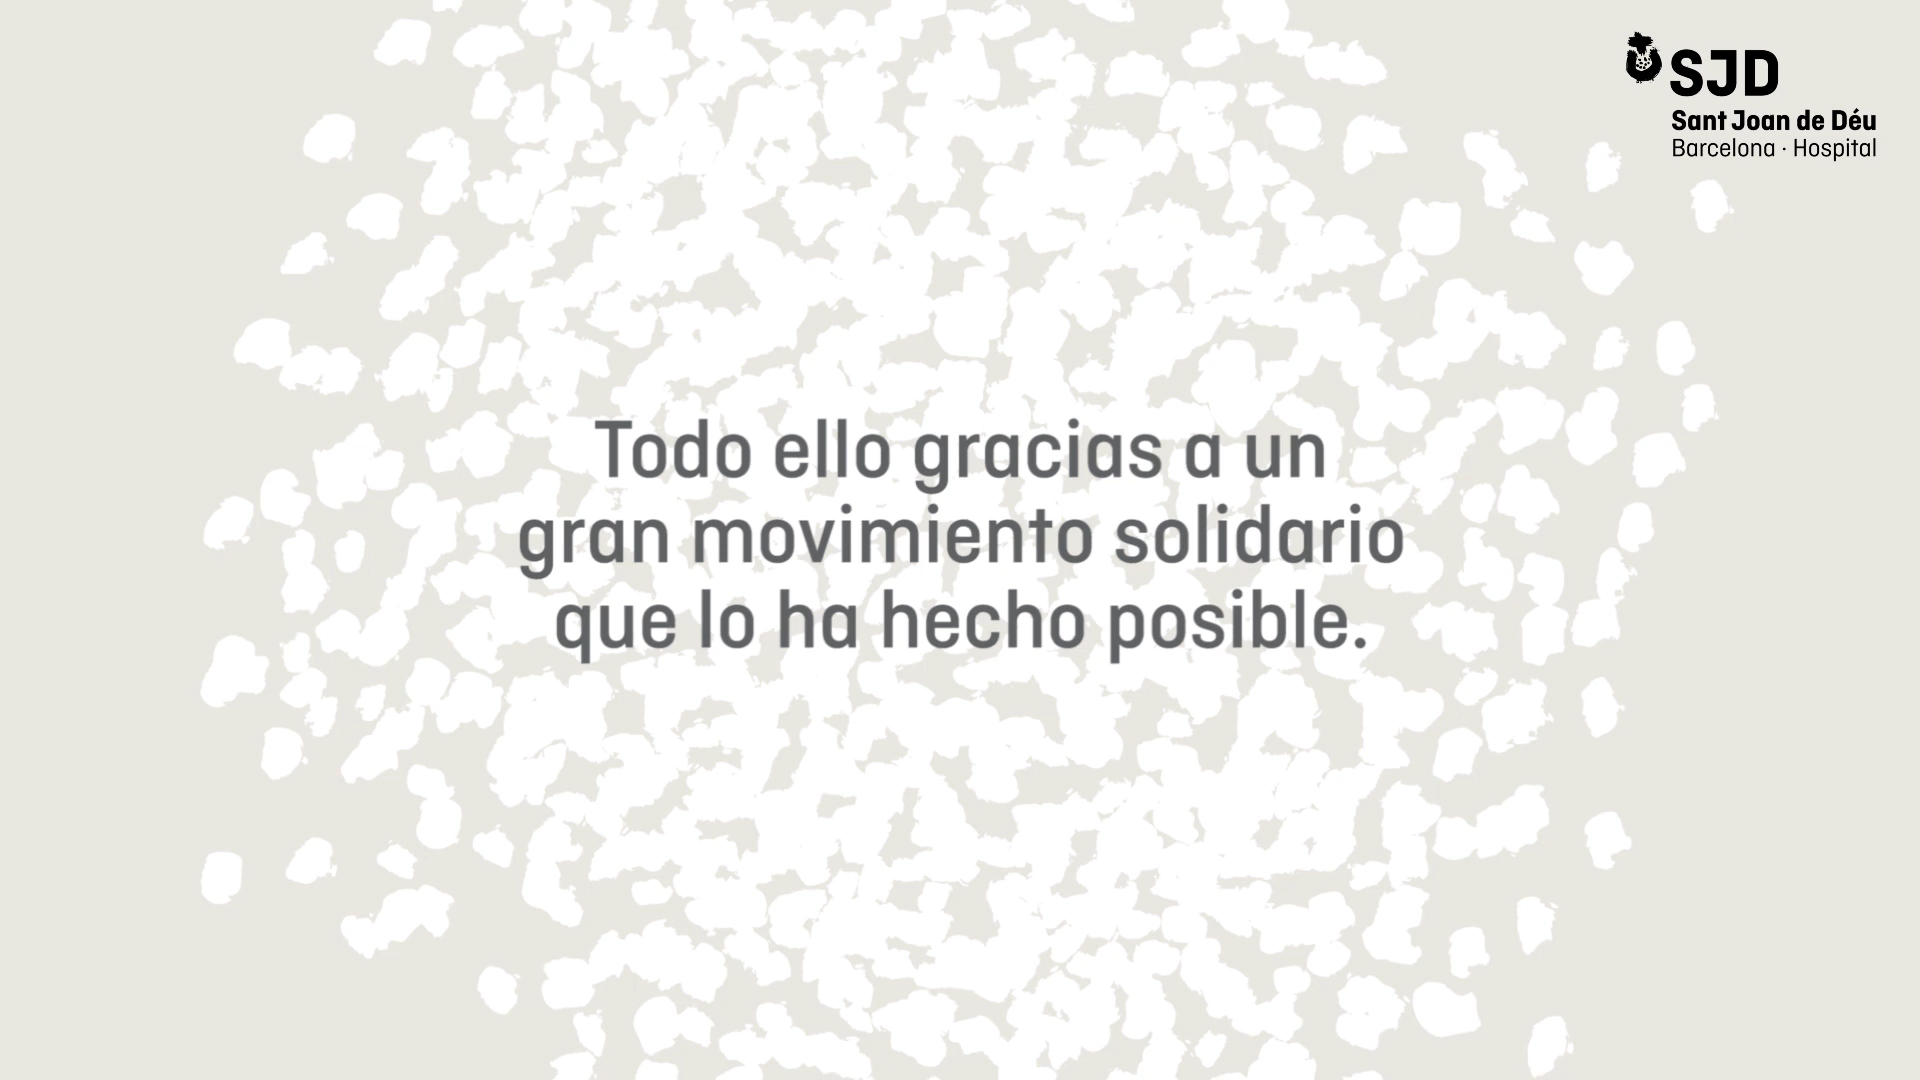 SJD
Sant Joan de Déu
Barcelona · Hospital
Todo ello gracias a un
gran movimiento solidario
que lo ha hecho posible.